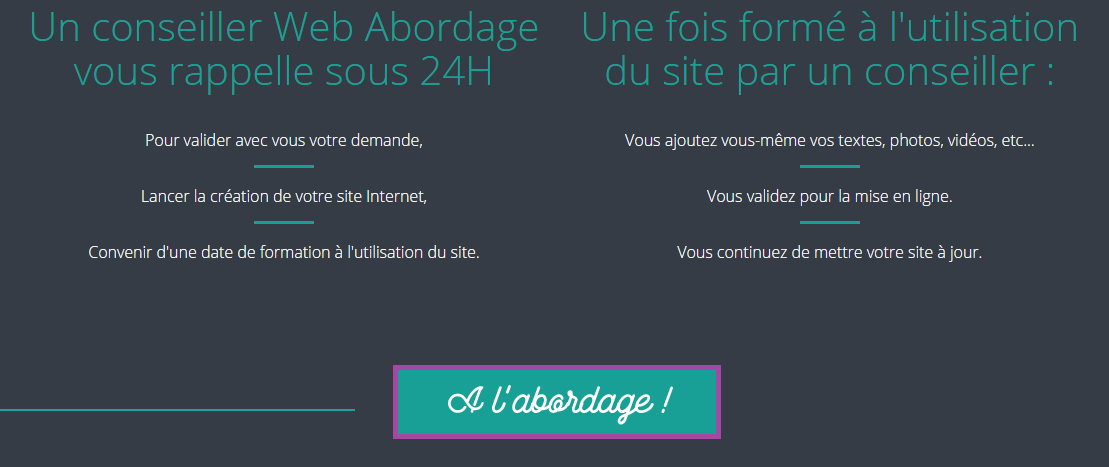 Un conseiller Web Abordage
vous rappelle sous 24H
Pour valider avec vous votre demande,
Lancer la création de votre site Internet,
Convenir d'une date de formation à l'utilisation du site.
Une fois formé à l'utilisation
du site par un conseiller :
Vous ajoutez vous-même vos textes, photos, vidéos, etc...
Vous validez pour la mise en ligne.
Vous continuez de mettre votre site à jour.
A l'abordage !